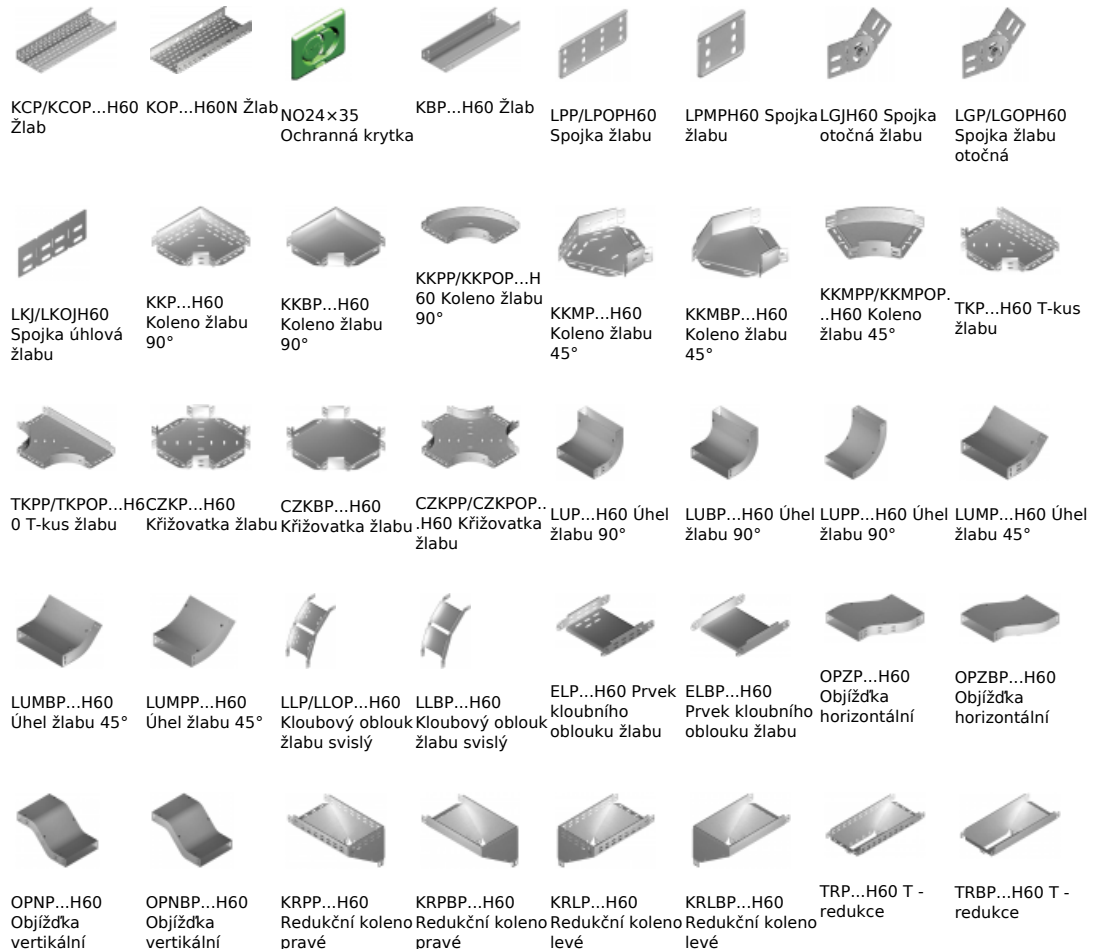 KCP/KCOP...H60
Žlab
KOP...H60N Žlab
NO24×35
Ochranná krytka
KBP...H60 Žlab
LPP/LPOPH60
Spojka žlabu
LPMPH60 Spojka
žlabu
LGJH60 Spojka
otočná žlabu
LGP/LGOPH60
Spojka žlabu
otočná
LKJ/LKOJH60
Spojka úhlová
žlabu
KKP...H60
Koleno žlabu
90°
KKBP...H60
Koleno žlabu
90°
KKPP/KKPOP...H
60 Koleno žlabu
90°
KKMP...H60
Koleno žlabu
45°
KKMBP...H60
Koleno žlabu
45°
KKMPP/KKMPOP.
..H60 Koleno
žlabu 45°
TKP...H60 T-kus
žlabu
TKPP/TKPOP...H6
0 T-kus žlabu
CZKP...H60
Křižovatka žlabu
CZKBP...H60
Křižovatka žlabu
CZKPP/CZKPOP..
.H60 Křižovatka
žlabu
LUP...H60 Úhel
žlabu 90°
LUBP...H60 Úhel
žlabu 90°
LUPP...H60 Úhel
žlabu 90°
LUMP...H60 Úhel
žlabu 45°
LUMBP...H60
Úhel žlabu 45°
LUMPP...H60
Úhel žlabu 45°
LLP/LLOP...H60
Kloubový oblouk
žlabu svislý
LLBP...H60
Kloubový oblouk
žlabu svislý
ELP...H60 Prvek
kloubního
oblouku žlabu
ELBP...H60
Prvek kloubního
oblouku žlabu
OPZP...H60
Objížďka
horizontální
OPZBP...H60
Objížďka
horizontální
OPNP...H60
Objížďka
vertikální
OPNBP...H60
Objížďka
vertikální
KRPP...H60
Redukční koleno
pravé
KRPBP...H60
Redukční koleno
pravé
KRLP...H60
Redukční koleno
levé
KRLBP...H60
Redukční koleno
levé
TRP...H60 T -
redukce
TRBP...H60 T -
redukce